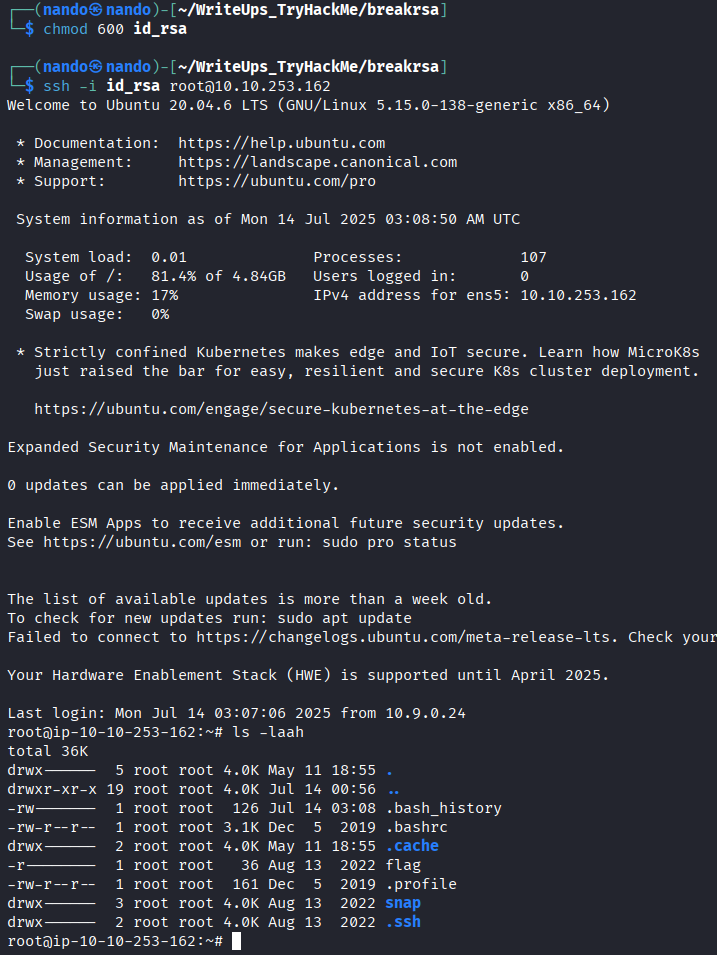 ┌──(nando㉿nando)-[~/WriteUps_TryHackMe/breakrsa]
└─$ chmod 600 id_rsa
┌──(nando㉿nando)-[~/WriteUps_TryHackMe/breakrsa]
└─$ ssh -i id_rsa root@10.10.253.162
Welcome to Ubuntu 20.04.6 LTS (GNU/Linux 5.15.0-138-generic x86_64)
* Documentation:  https://help.ubuntu.com
* Management:     https://landscape.canonical.com
* Support:        https://ubuntu.com/pro
System information as of Mon 14 Jul 2025 03:08:50 AM UTC
System load:  0.01              Processes:             107
Usage of /:   81.4% of 4.84GB   Users logged in:       0
Memory usage: 17%               IPv4 address for ens5: 10.10.253.162
Swap usage:   0%
* Strictly confined Kubernetes makes edge and IoT secure. Learn how MicroK8s
just raised the bar for easy, resilient and secure K8s cluster deployment.
https://ubuntu.com/engage/secure-kubernetes-at-the-edge
Expanded Security Maintenance for Applications is not enabled.
0 updates can be applied immediately.
Enable ESM Apps to receive additional future security updates.
See https://ubuntu.com/esm or run: sudo pro status
The list of available updates is more than a week old.
To check for new updates run: sudo apt update
Failed to connect to https://changelogs.ubuntu.com/meta-release-lts. Check your
Your Hardware Enablement Stack (HWE) is supported until April 2025.
Last login: Mon Jul 14 03:07:06 2025 from 10.9.0.24
root@ip-10-10-253-162:~# ls -laah
total 36K
drwx------  5 root root 4.0K May 11 18:55 .
drwxr-xr-x 19 root root 4.0K Jul 14 00:56 ..
-rw-------  1 root root  126 Jul 14 03:08 .bash_history
-rw-r--r--  1 root root 3.1K Dec  5  2019 .bashrc
drwx------  2 root root 4.0K May 11 18:55 .cache
-r--------  1 root root   36 Aug 13  2022 flag
-rw-r--r--  1 root root  161 Dec  5  2019 .profile
drwx------  3 root root 4.0K Aug 13  2022 snap
drwx------  2 root root 4.0K Aug 13  2022 .ssh
root@ip-10-10-253-162:~#